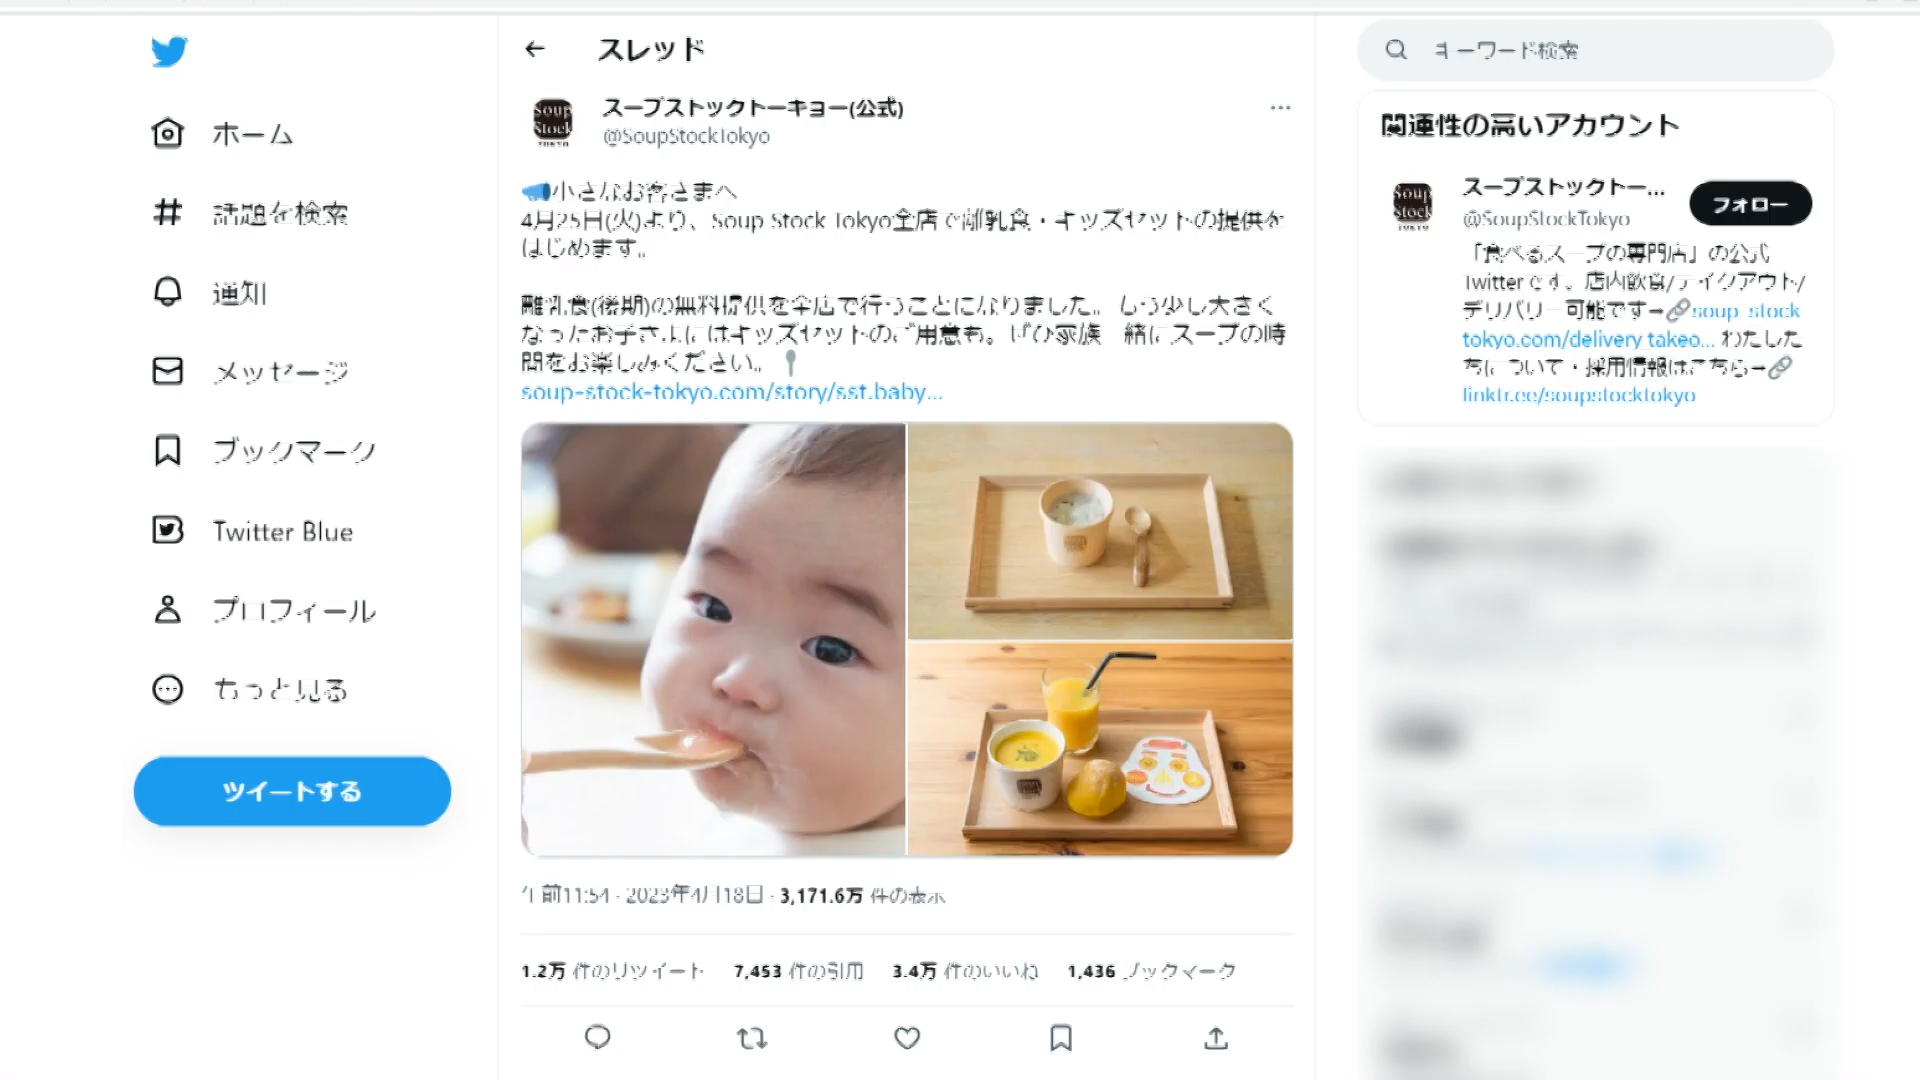 スレッド
スープストックトーキョー(公式)
@SoupStockTokyo
小さなお客さまへ
4月25日(火)より、Soup Stock Tokyo全店で離乳食・キッズセットの提供を
はじめます。
離乳食(後期)の無料提供を全店で行うことになりました。もう少し大きく
なったお子さまにはキッズセットのご用意も。ぜひ家族一緒にスープの時
間をお楽しみください。
soup-stock-tokyo.com/story/sst.baby…
午前11:54 · 2023年4月18日 · 3,171.6万 件の表示
1.2万 件のリツイート 7,453 件の引用 3.4万 件のいいね 1,436 ブックマーク
ホーム
話題を検索
通知
メッセージ
ブックマーク
Twitter Blue
プロフィール
もっと見る
ツイートする
キーワード検索
関連性の高いアカウント
Soup Stock TOKYO
スープストックトー...
@SoupStockTokyo
フォロー
「食べるスープの専門店」の公式
Twitterです。店内飲食/テイクアウト/
デリバリー可能です→soup-stock-
tokyo.com/delivery_takeo... わたした
ちについて・採用情報はこちら→
linktr.ee/soupstocktokyo